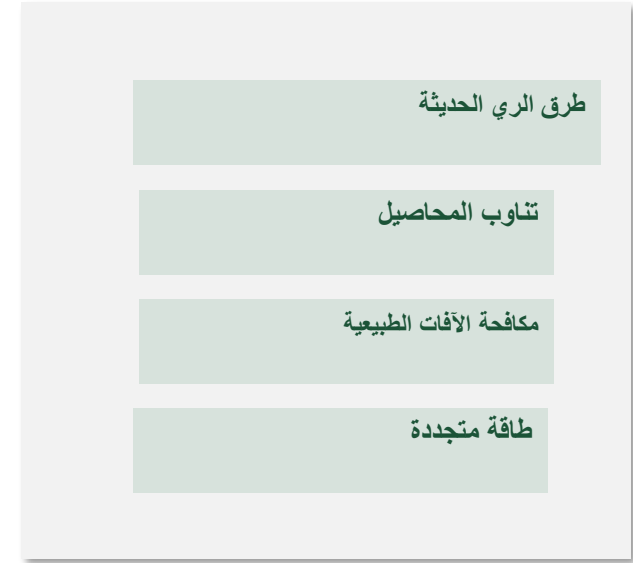 طرق الري الحديثة
تناوب المحاصيل
مكافحة الآفات الطبيعية
طاقة متجددة